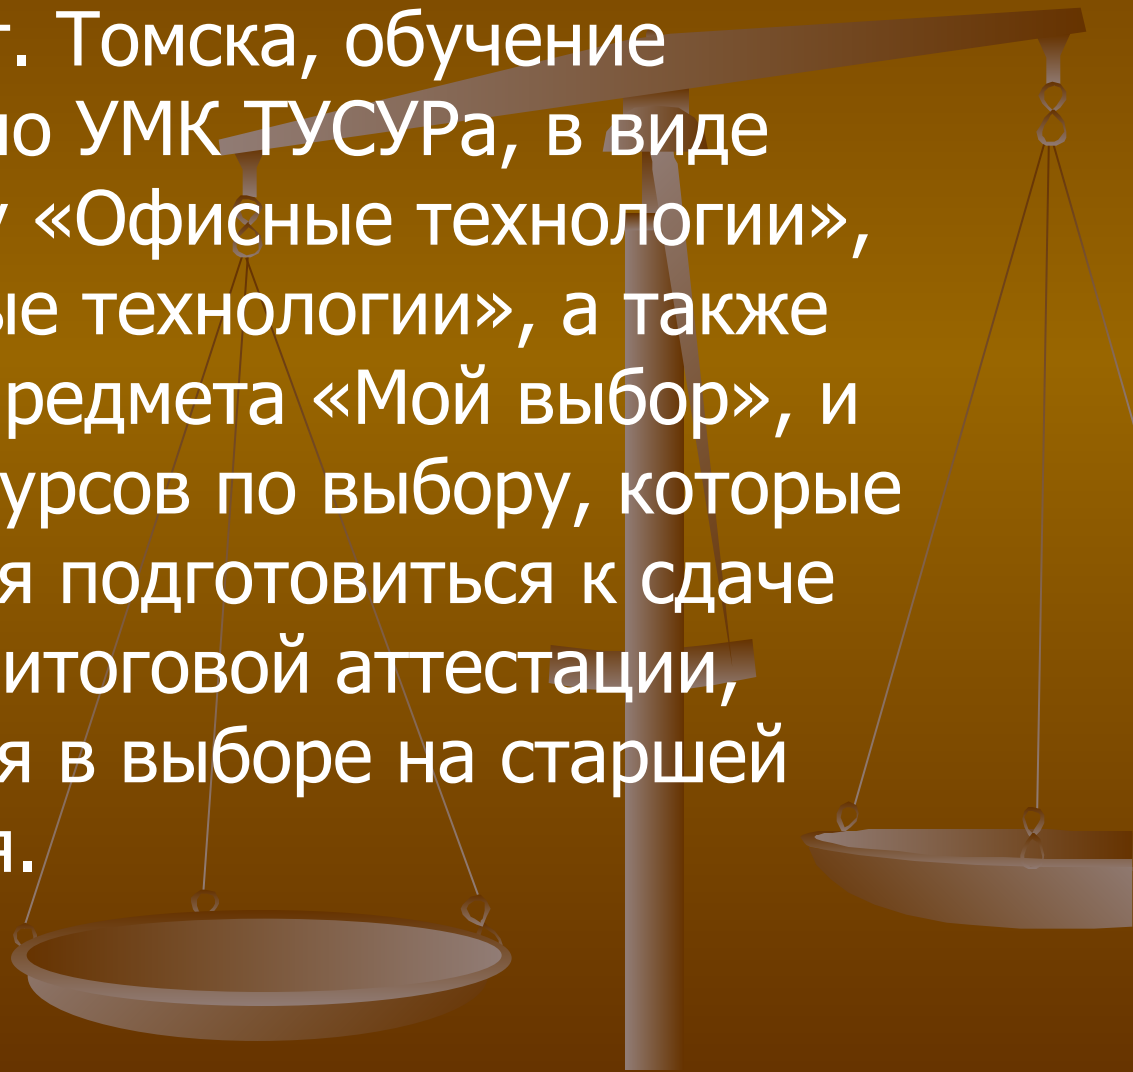 г. Томска, обучение
по УМК ТУСУРа, в виде
у «Офисные технологии»,
ые технологии», а также
редмета «Мой выбор», и
урсов по выбору, которые
я подготовиться к сдаче
итоговой аттестации,
я в выборе на старшей
я.